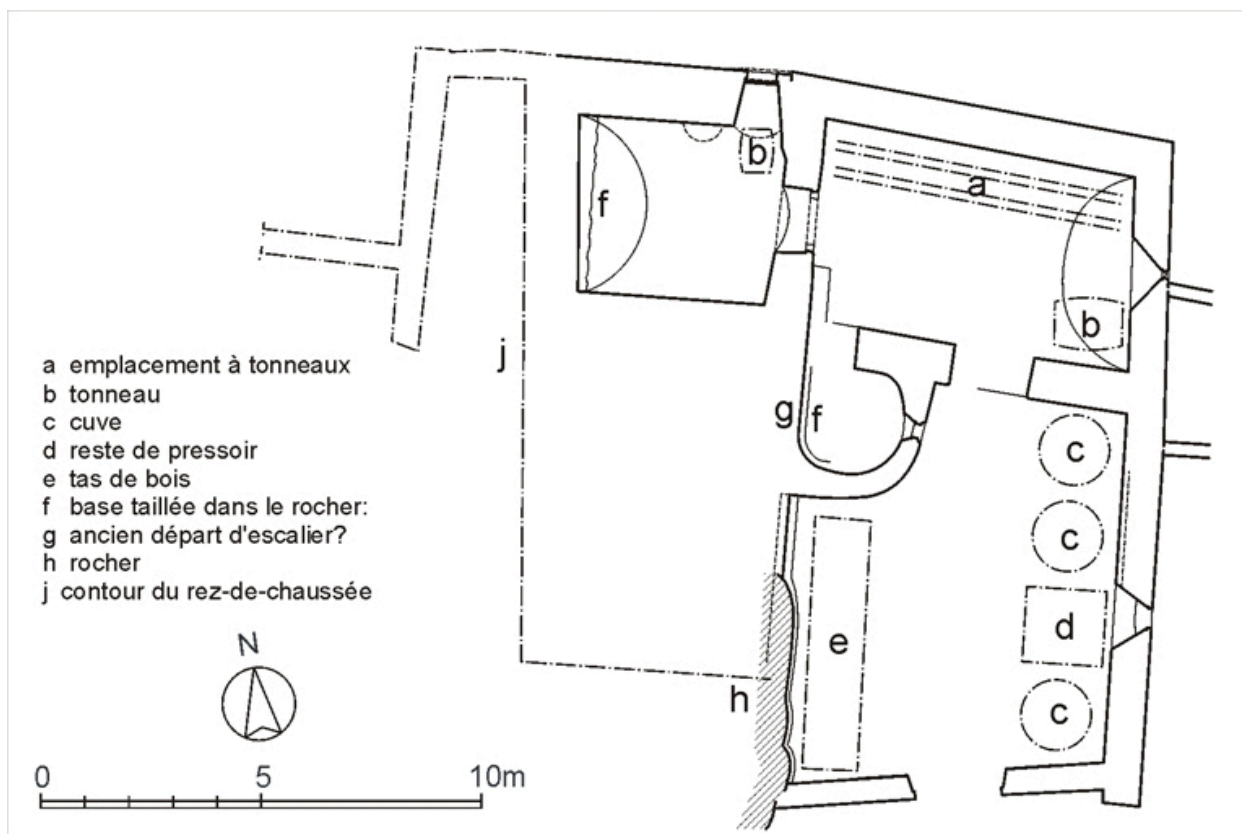 b
a
f
b
j
g
f
c
c
e
d
h
c
a emplacement à tonneaux
b tonneau
c cuve
d reste de pressoir
e tas de bois
f base taillée dans le rocher:
g ancien départ d'escalier?
h rocher
j contour du rez-de-chaussée
N
0 5 10m